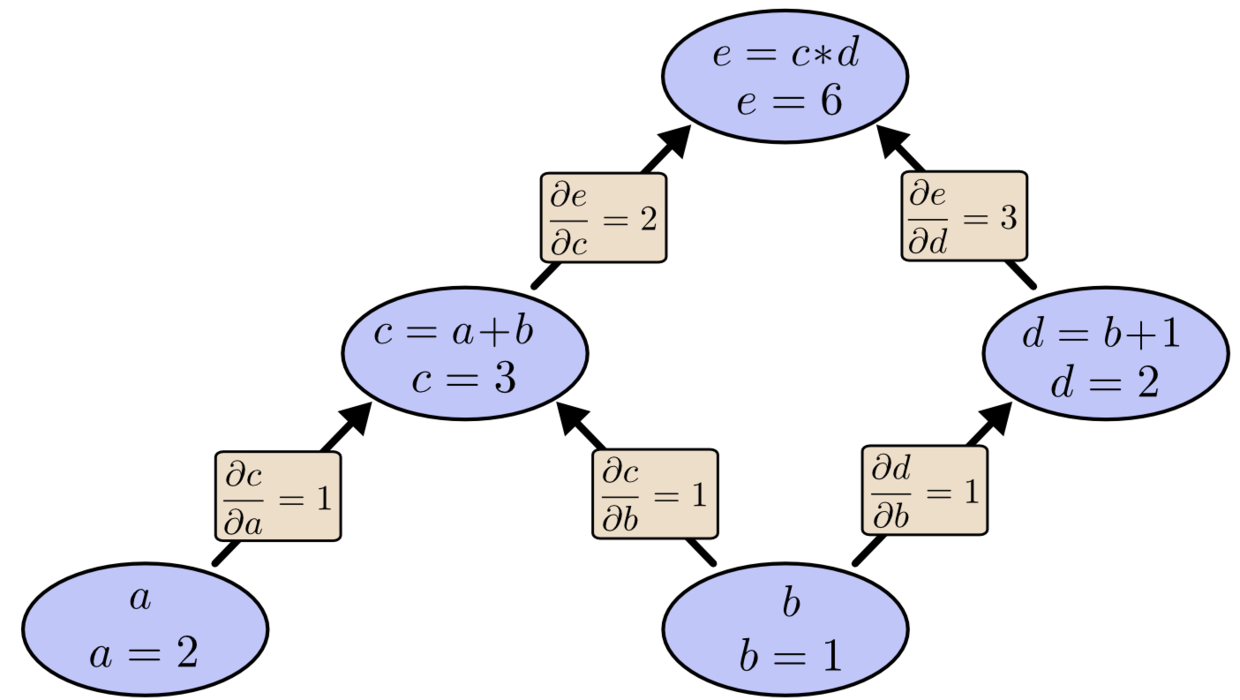 e = c*d
e = 6
∂e/∂c = 2
∂e/∂d = 3
c = a+b
c = 3
d = b+1
d = 2
∂c/∂a = 1
∂c/∂b = 1
∂d/∂b = 1
a
a = 2
b
b = 1